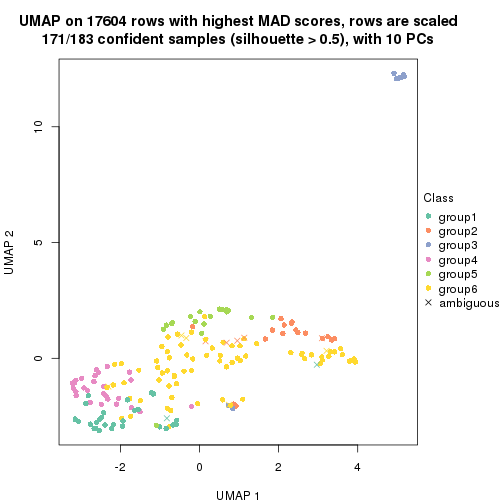 UMAP on 17604 rows with highest MAD scores, rows are scaled
171/183 confident samples (silhouette > 0.5), with 10 PCs
10
5
0
UMAP 2
-2
0
2
4
UMAP 1
Class
group1
group2
group3
group4
group5
group6
ambiguous